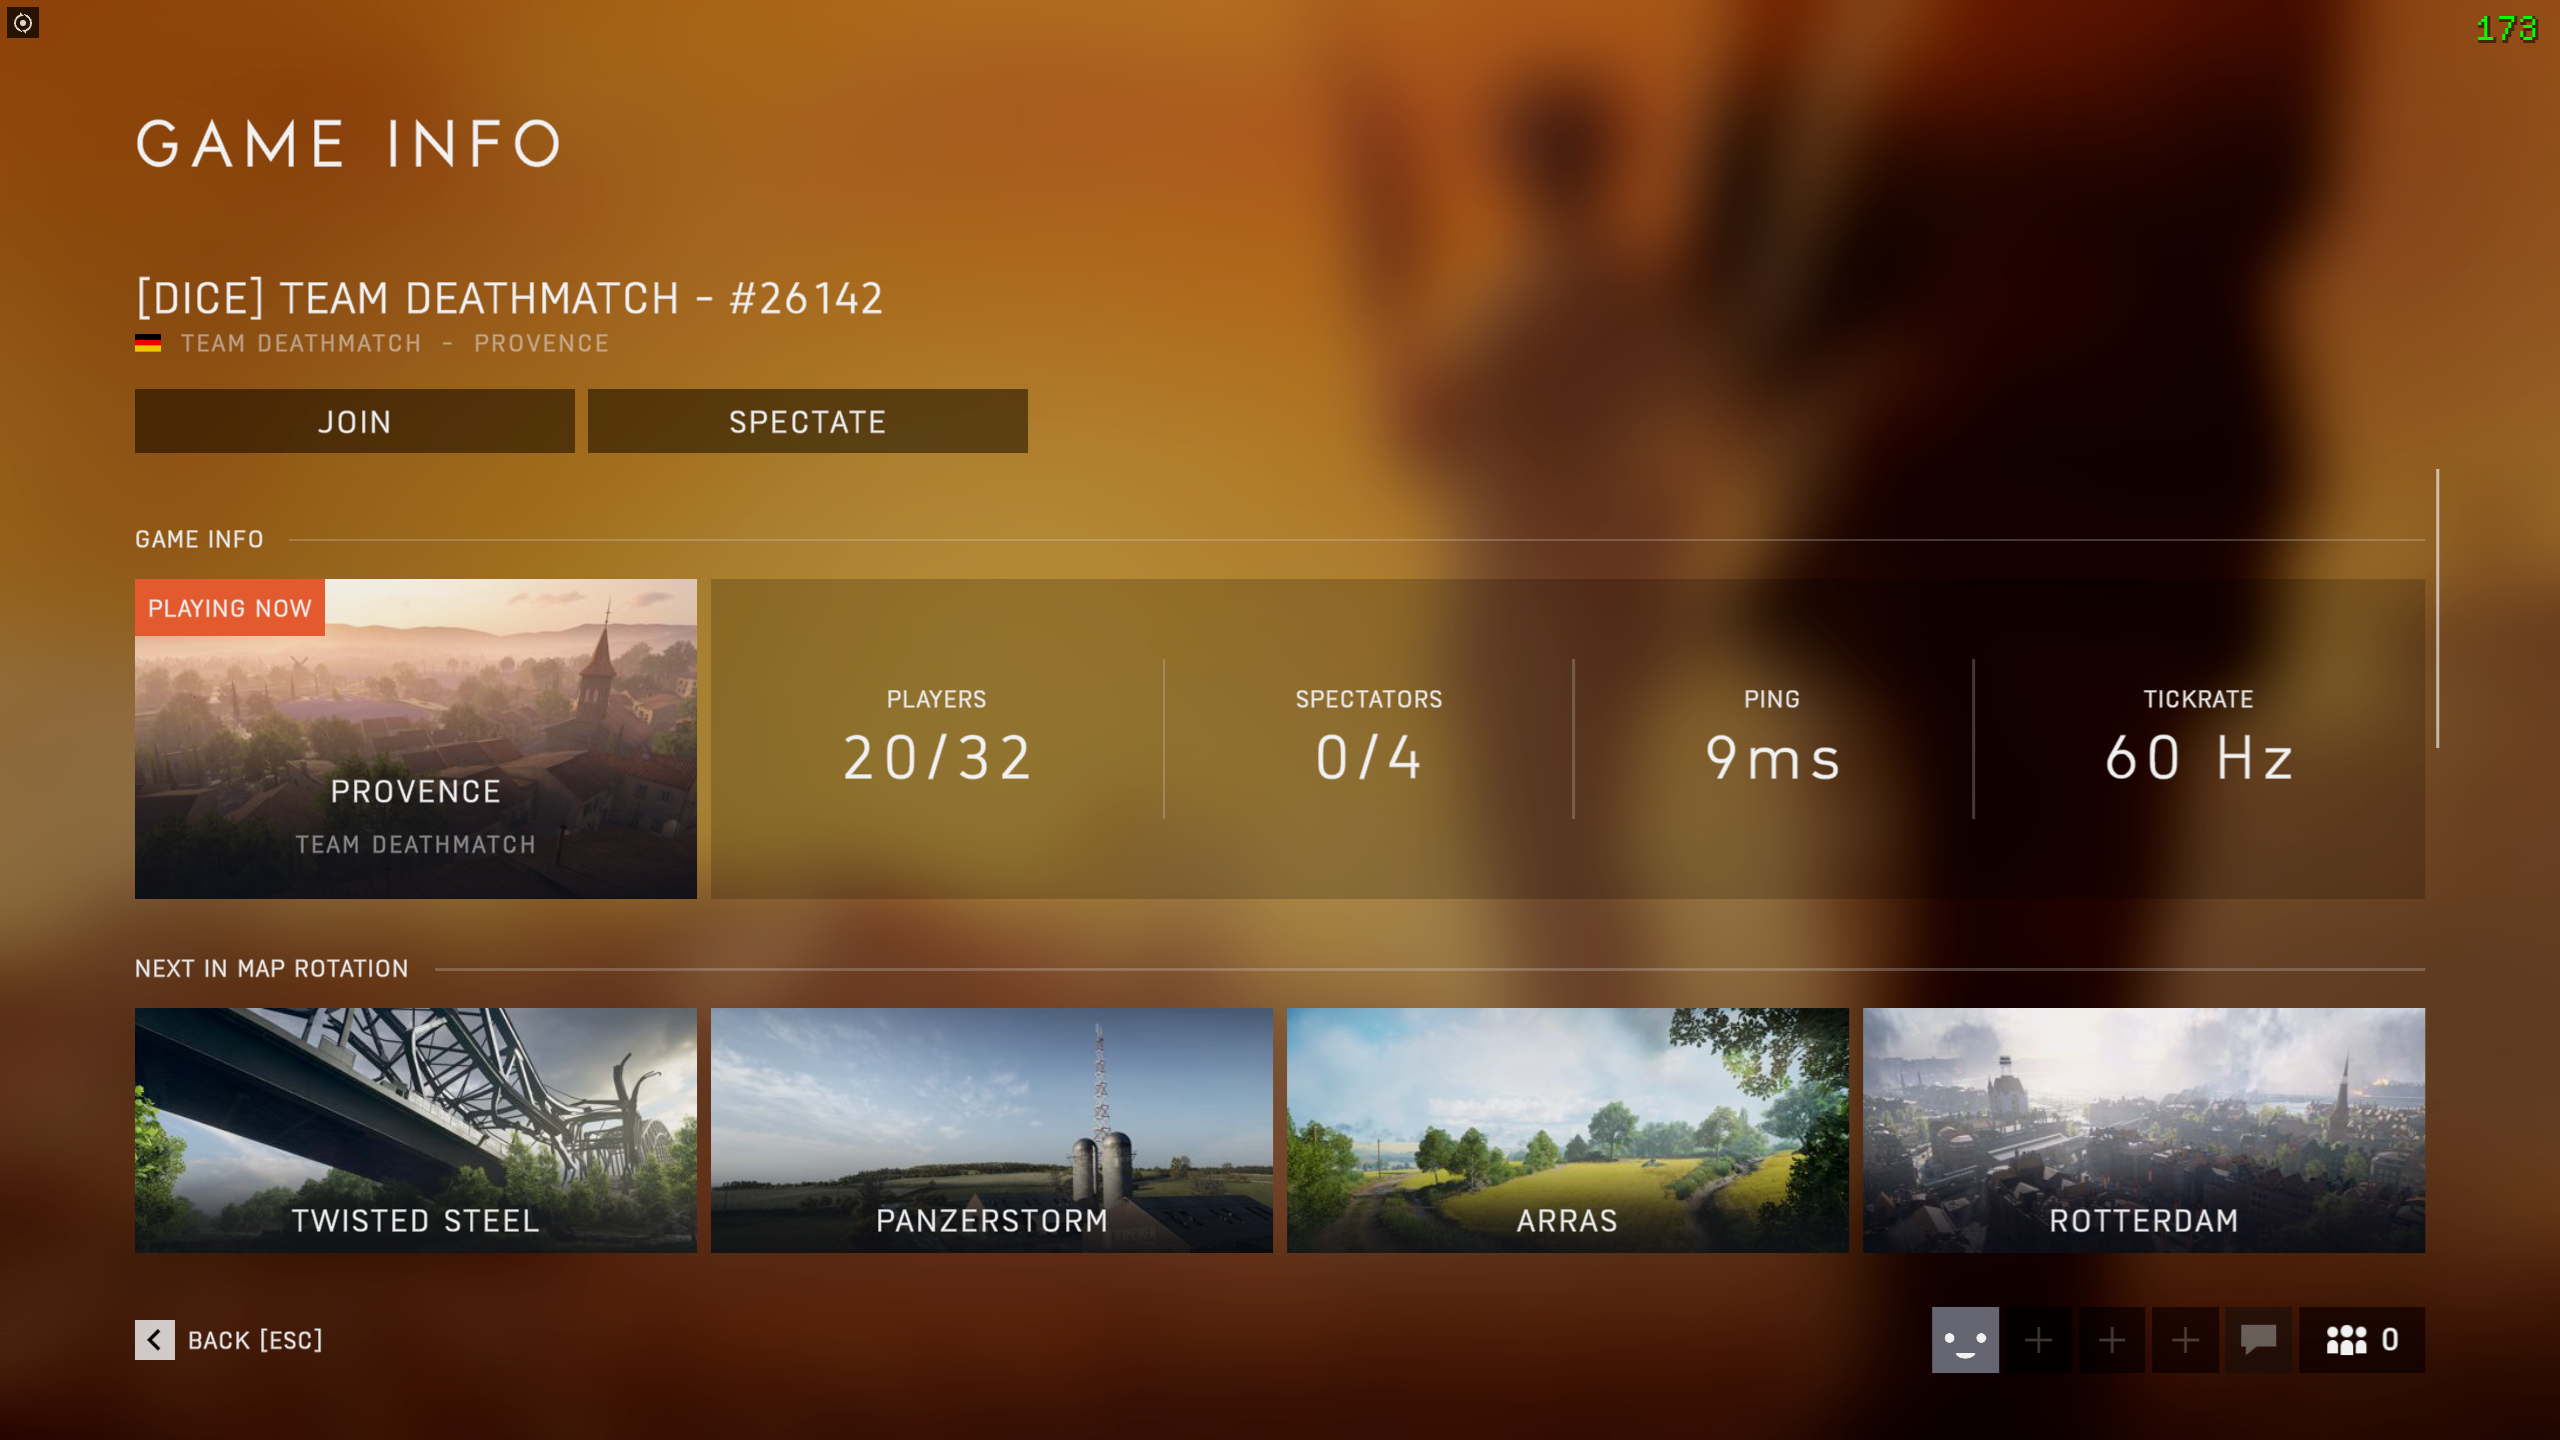 173
GAME INFO
[DICE] TEAM DEATHMATCH - #26142
TEAM DEATHMATCH - PROVENCE
JOIN
SPECTATE
GAME INFO
PLAYING NOW
PROVENCE
TEAM DEATHMATCH
PLAYERS
20/32
SPECTATORS
0/4
PING
9ms
TICKRATE
60 Hz
NEXT IN MAP ROTATION
TWISTED STEEL
PANZERSTORM
ARRAS
ROTTERDAM
BACK [ESC]
0